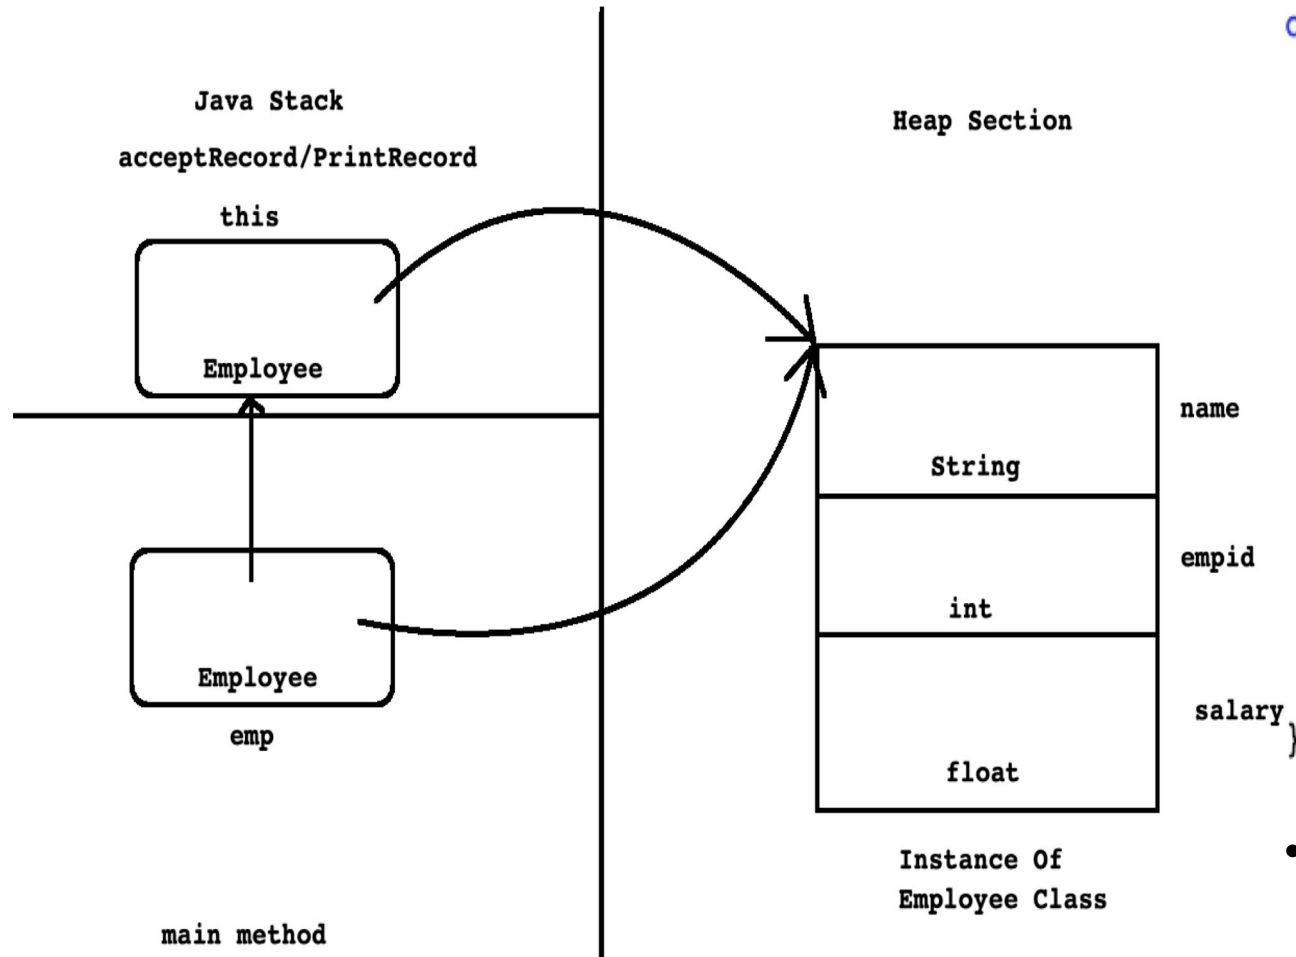 Java Stack
acceptRecord/PrintRecord
this
Employee
Employee
emp
main method
Heap Section
name
String
empid
int
salary
float
}
Instance Of
Employee Class
•